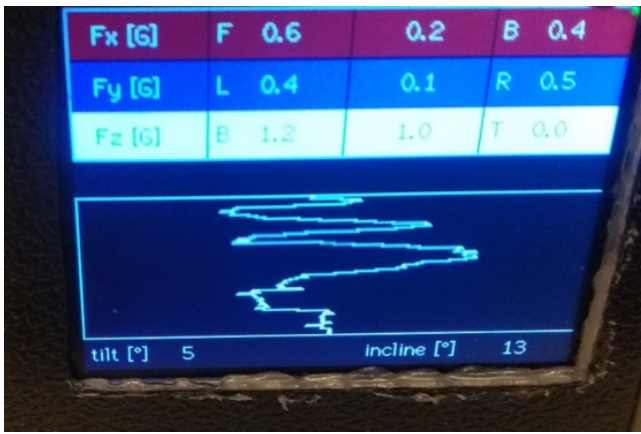 Fx [G] F 0.6 0.2 B 0.4
Fy [G] L 0.4 0.1 R 0.5
Fz [G] B 1.2 1.0 T 0.0
tilt [°] 5 incline [°] 13